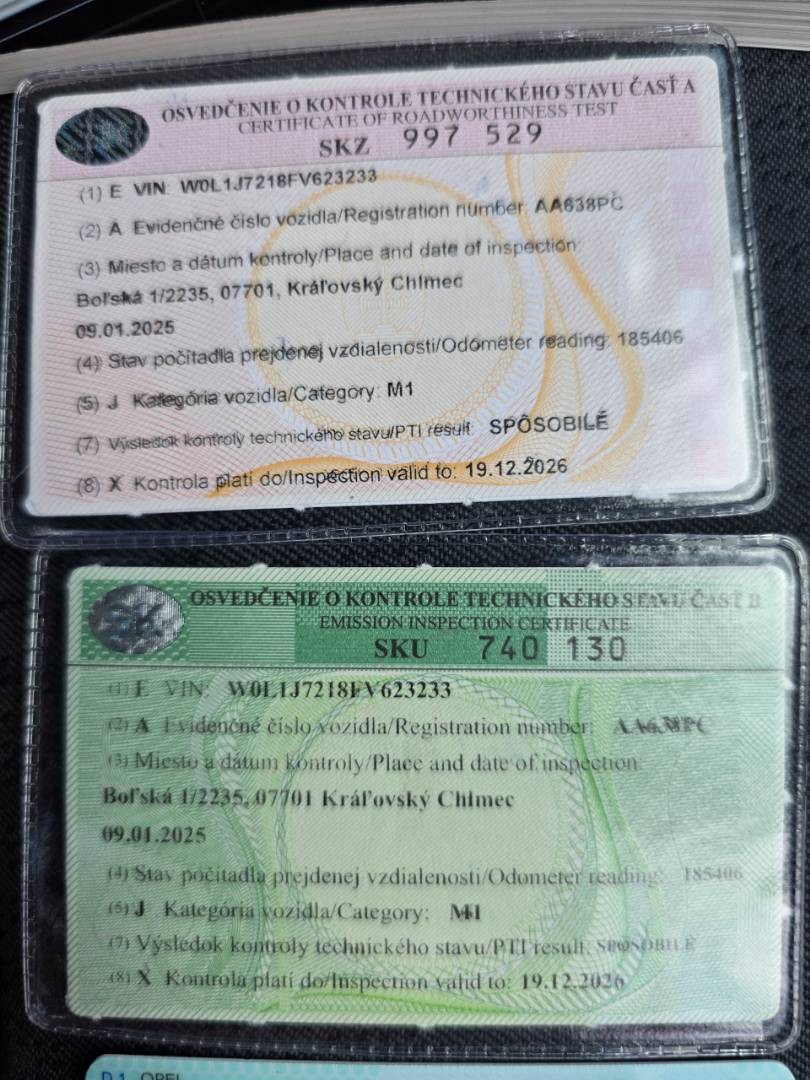 OSVEDČENIE O KONTROLE TECHNICKÉHO STAVU ČASŤ A
CERTIFICATE OF ROADWORTHINESS TEST
SKZ 997 529
(1) E VIN: W0L1J7218FV623233
(2) A Evidenčné číslo vozidla/Registration number: AA638PC
(3) Miesto a dátum kontroly/Place and date of inspection:
Boľská 1/2235, 07701, Kráľovský Chlmec
09.01.2025
(4) Stav počítadla prejdenej vzdialenosti/Odometer reading: 185406
(5) J Kategória vozidla/Category: M1
(7) Výsledok kontroly technického stavu/PTI result: SPÔSOBILÉ
(8) X Kontrola platí do/Inspection valid to: 19.12.2026
OSVEDČENIE O KONTROLE TECHNICKÉHO STAVU ČASŤ B
EMISSION INSPECTION CERTIFICATE
SKU 740 130
(1) E VIN: W0L1J7218FV623233
(2) A Evidenčné číslo vozidla/Registration number: AA638PC
(3) Miesto a dátum kontroly/Place and date of inspection:
Boľská 1/2235, 07701 Kráľovský Chlmec
09.01.2025
(4) Stav počítadla prejdenej vzdialenosti/Odometer reading: 185406
(5) J Kategória vozidla/Category: M1
(7) Výsledok kontroly technického stavu/PTI result: SPÔSOBILÉ
(8) X Kontrola platí do/Inspection valid to: 19.12.2026
D.1 OPEL